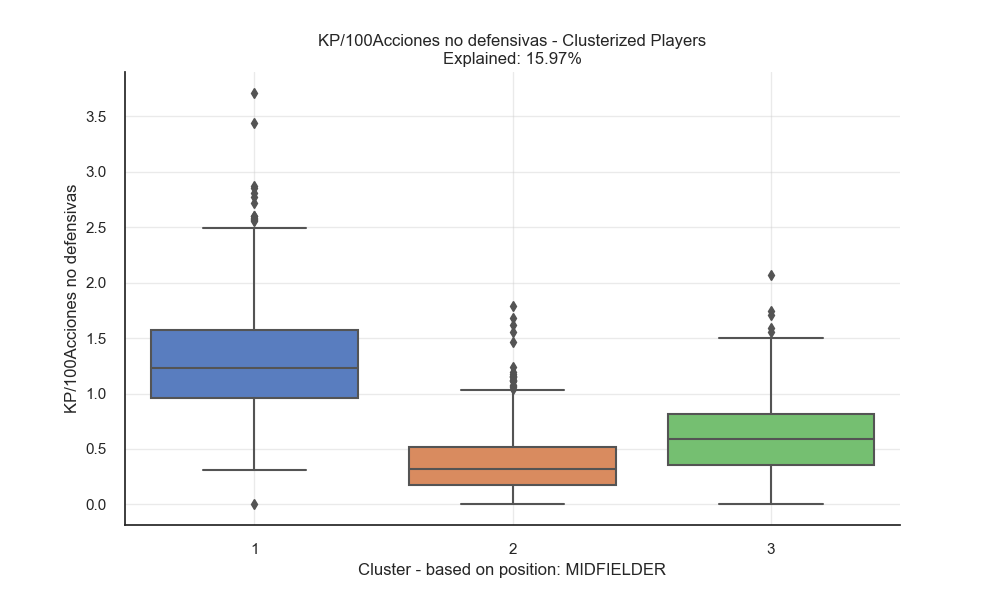 KP/100Acciones no defensivas - Clusterized Players
Explained: 15.97%
KP/100Acciones no defensivas
3.5
3.0
2.5
2.0
1.5
1.0
0.5
0.0
1 2 3
Cluster - based on position: MIDFIELDER